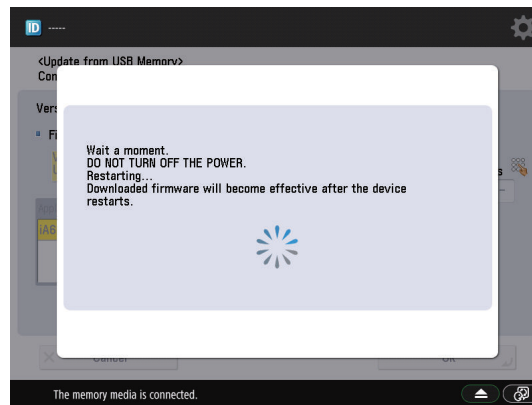 ID -----
<Update from USB Memory>
Con
Vers
Fi
Wait a moment.
DO NOT TURN OFF THE POWER.
Restarting...
Downloaded firmware will become effective after the device
restarts.
s
iA6
Cancel
OK
The memory media is connected.